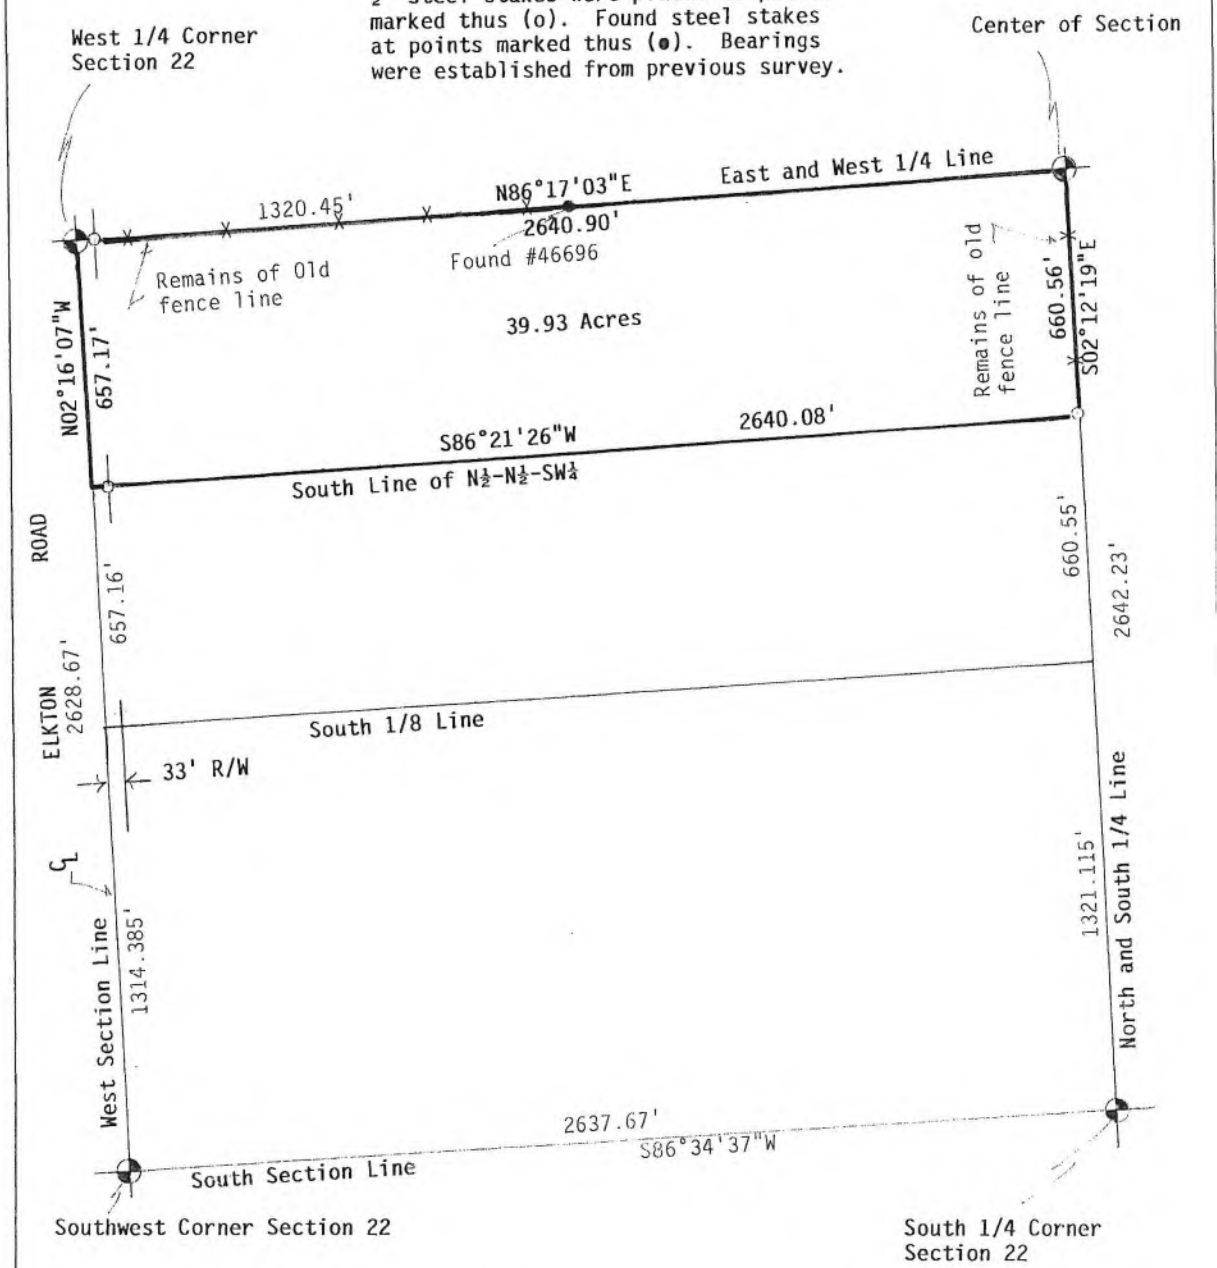 marked thus (o). Found steel stakes
at points marked thus (●). Bearings
were established from previous survey.
West 1/4 Corner
Section 22
Center of Section
1320.45'
N86°17'03"E
East and West 1/4 Line
2640.90'
Found #46696
Remains of Old
fence line
39.93 Acres
Remains of old
fence line
660.56'
S02°12'19"E
N02°16'07"W
657.17'
S86°21'26"W
2640.08'
South Line of N½-N½-SW¼
ROAD
ELKTON
2628.67'
657.16'
660.55'
2642.23'
South 1/8 Line
33' R/W
CL
West Section Line
1314.385'
1321.115'
North and South 1/4 Line
2637.67'
S86°34'37"W
South Section Line
Southwest Corner Section 22
South 1/4 Corner
Section 22